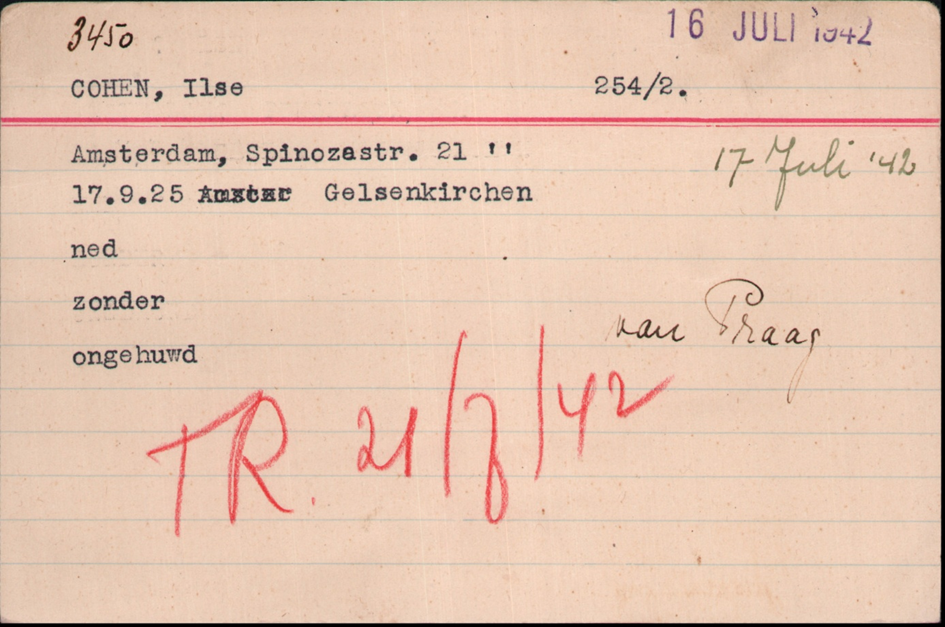 3450
16 JULI 1942
COHEN, Ilse 254/2.
Amsterdam, Spinozastr. 21 ''
17 Juli '42
17.9.25 Gelsenkirchen
ned
zonder
van Praag
ongehuwd
TR. 21/7/42